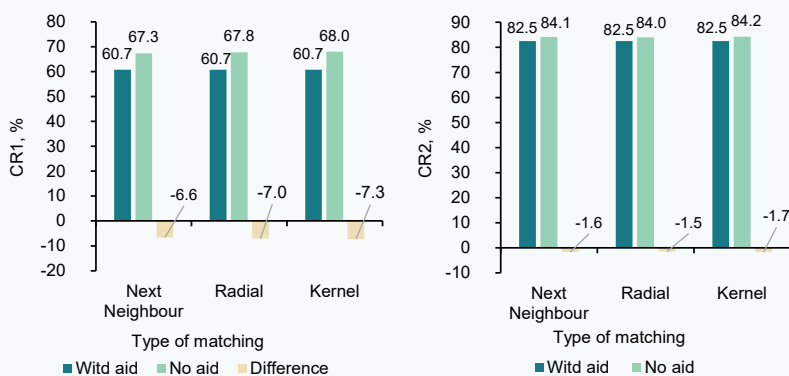 80
70
60
50
40
30
20
10
0
-10
-20
CR1, %
60.7 67.3
60.7 67.8
60.7 68.0
-6.6
-7.0
-7.3
Next
Neighbour
Radial
Kernel
Type of matching
Witd aid No aid Difference
90
80
70
60
50
40
30
20
10
0
-10
CR2, %
82.5 84.1
82.5 84.0
82.5 84.2
-1.6
-1.5
-1.7
Next
Neighbour
Radial
Kernel
Type of matching
Witd aid No aid